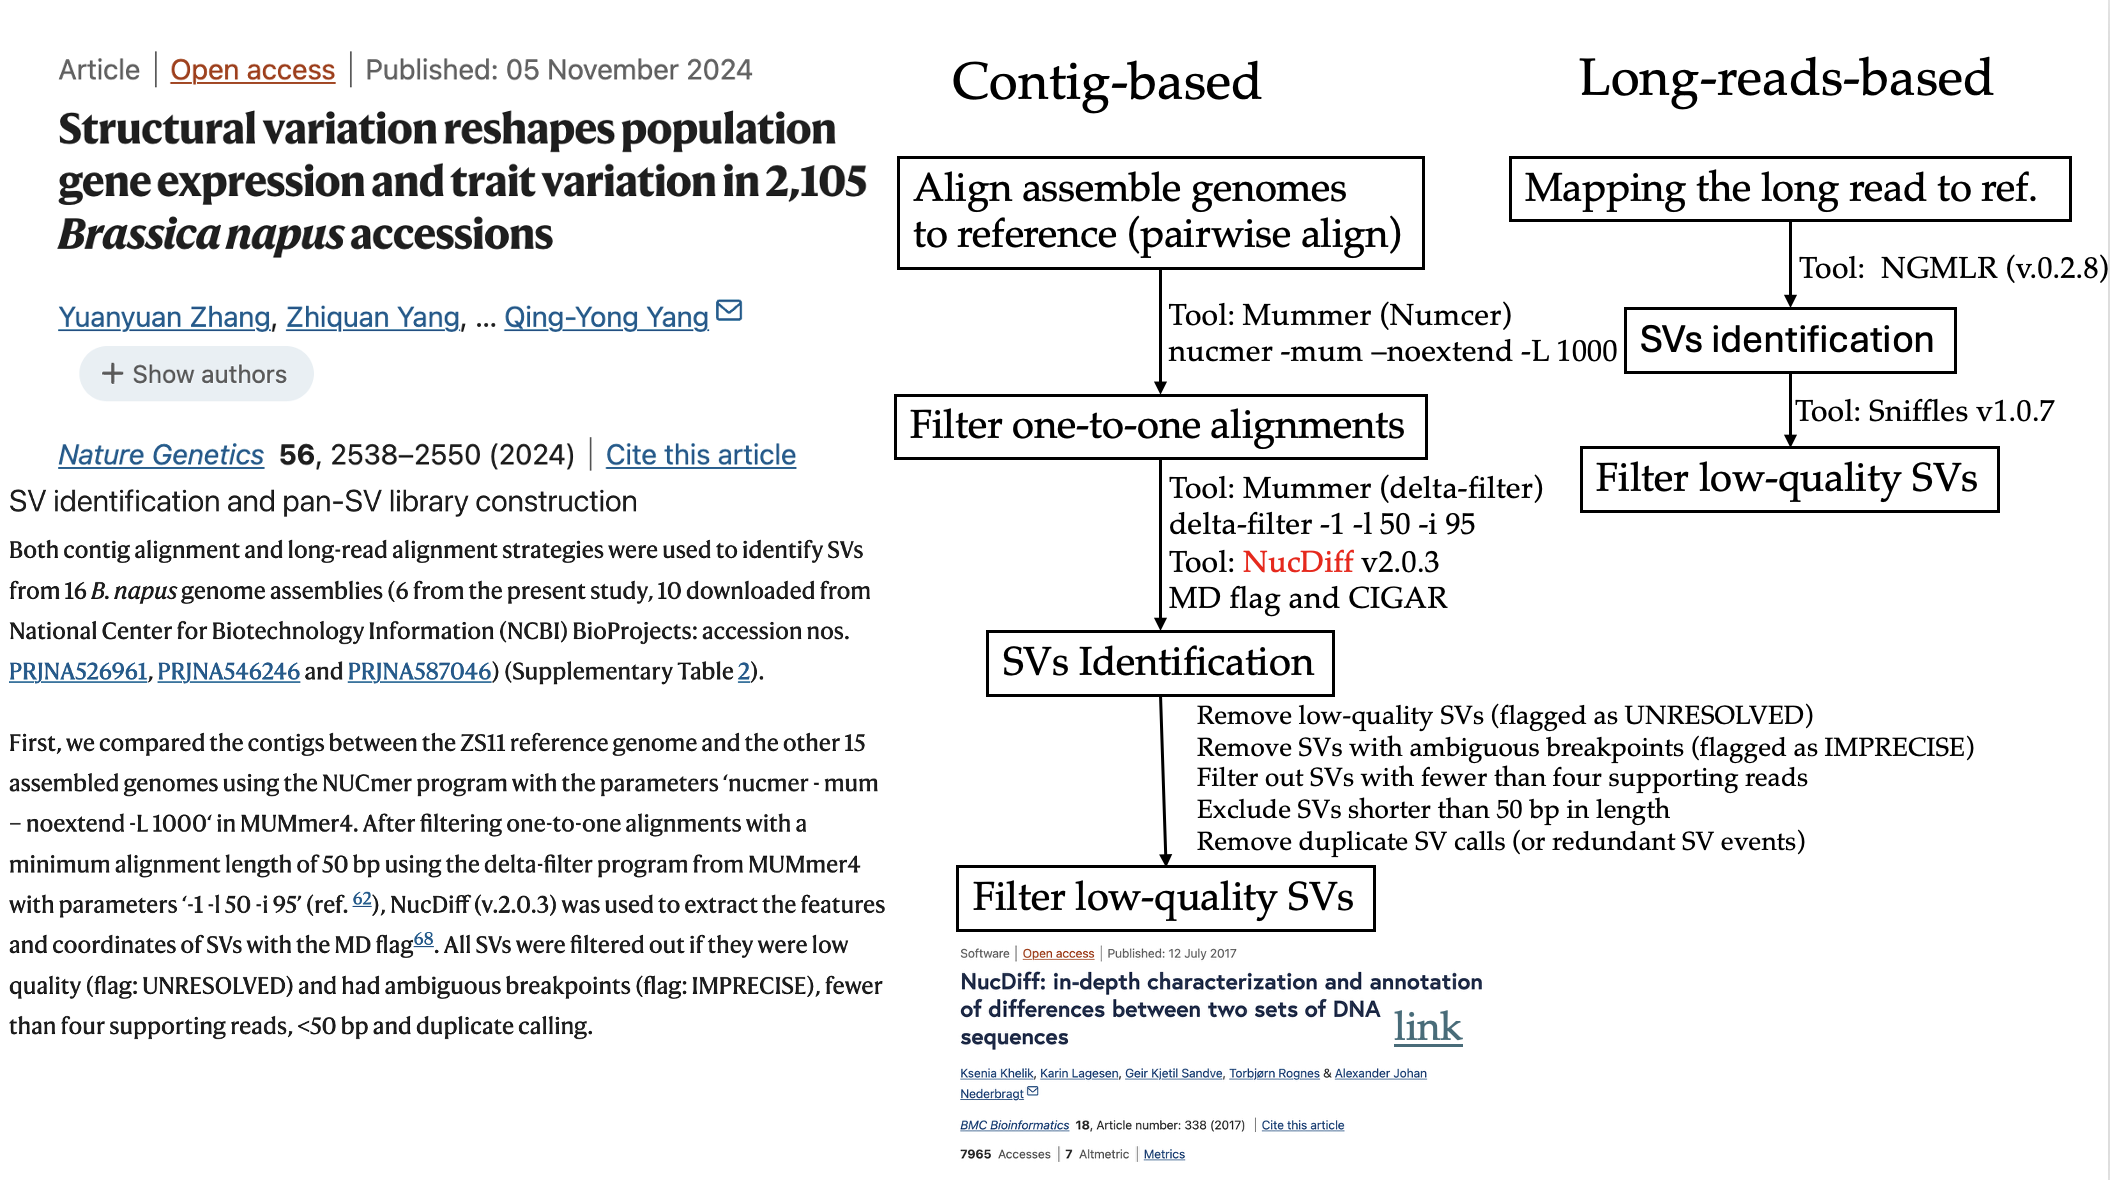 Article | Open access | Published: 05 November 2024
Structural variation reshapes population
gene expression and trait variation in 2,105
Brassica napus accessions
Yuanyuan Zhang, Zhiquan Yang, ... Qing-Yong Yang
+ Show authors
Nature Genetics 56, 2538–2550 (2024) | Cite this article
SV identification and pan-SV library construction
Both contig alignment and long-read alignment strategies were used to identify SVs
from 16 B. napus genome assemblies (6 from the present study, 10 downloaded from
National Center for Biotechnology Information (NCBI) BioProjects: accession nos.
PRJNA526961, PRJNA546246 and PRJNA587046) (Supplementary Table 2).
First, we compared the contigs between the ZS11 reference genome and the other 15
assembled genomes using the NUCmer program with the parameters ‘nucmer - mum
– noextend -L 1000‘ in MUMmer4. After filtering one-to-one alignments with a
minimum alignment length of 50 bp using the delta-filter program from MUMmer4
with parameters ‘-1 -l 50 -i 95’ (ref. 62), NucDiff (v.2.0.3) was used to extract the features
and coordinates of SVs with the MD flag68. All SVs were filtered out if they were low
quality (flag: UNRESOLVED) and had ambiguous breakpoints (flag: IMPRECISE), fewer
than four supporting reads, <50 bp and duplicate calling.
Contig-based
Align assemble genomes
to reference (pairwise align)
Tool: Mummer (Numcer)
nucmer -mum –noextend -L 1000
Filter one-to-one alignments
Tool: Mummer (delta-filter)
delta-filter -1 -l 50 -i 95
Tool: NucDiff v2.0.3
MD flag and CIGAR
SVs Identification
Remove low-quality SVs (flagged as UNRESOLVED)
Remove SVs with ambiguous breakpoints (flagged as IMPRECISE)
Filter out SVs with fewer than four supporting reads
Exclude SVs shorter than 50 bp in length
Remove duplicate SV calls (or redundant SV events)
Filter low-quality SVs
Software | Open access | Published: 12 July 2017
NucDiff: in-depth characterization and annotation
of differences between two sets of DNA
sequences
link
Ksenia Khelik, Karin Lagesen, Geir Kjetil Sandve, Torbjørn Rognes & Alexander Johan
Nederbragt
BMC Bioinformatics 18, Article number: 338 (2017) | Cite this article
7965 Accesses | 7 Altmetric | Metrics
Long-reads-based
Mapping the long read to ref.
Tool: NGMLR (v.0.2.8)
SVs identification
Tool: Sniffles v1.0.7
Filter low-quality SVs